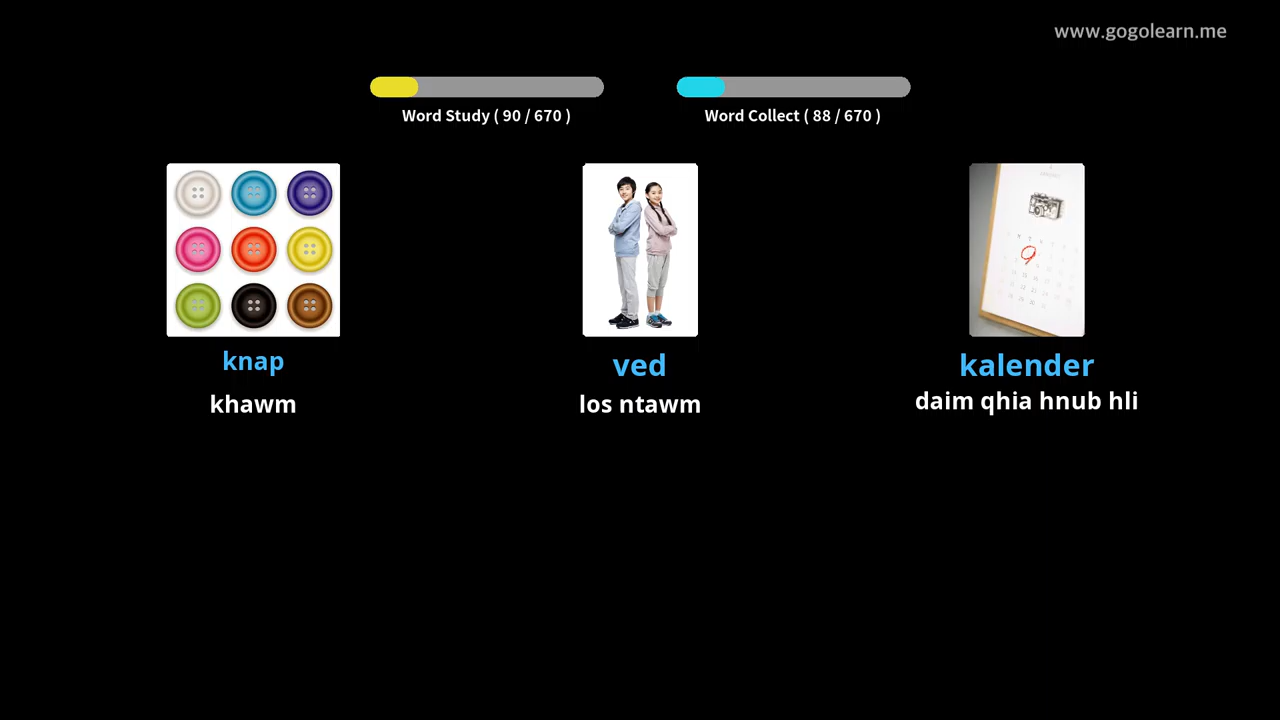 www.gogolearn.me
Word Study ( 90 / 670 )
Word Collect ( 88 / 670 )
knap
ved
kalender
khawm
los ntawm
daim qhia hnub hli